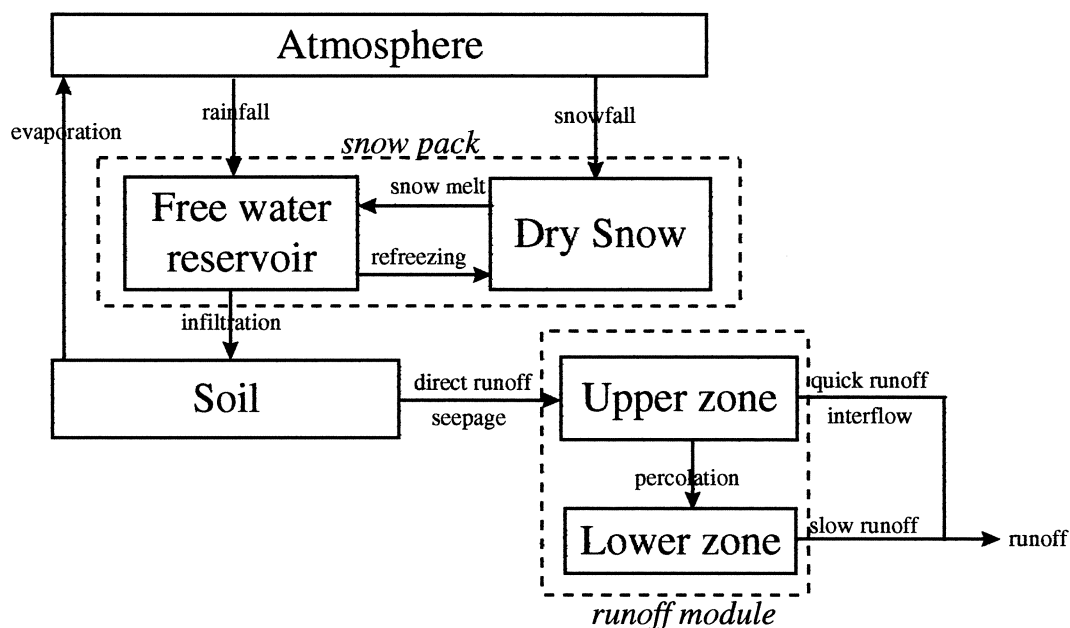 Atmosphere
evaporation
rainfall
snowfall
snow pack
Free water
reservoir
snow melt
refreezing
Dry Snow
infiltration
Soil
direct runoff
seepage
Upper zone
quick runoff
interflow
percolation
Lower zone
slow runoff
runoff
runoff module